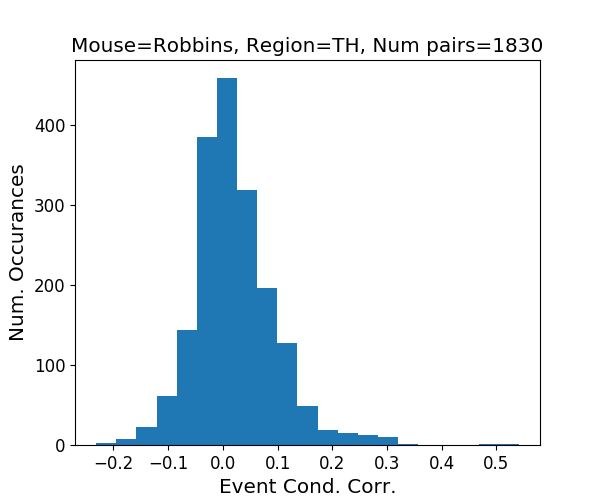 Mouse=Robbins, Region=TH, Num pairs=1830
Num. Occurances
400
300
200
100
0
−0.2 −0.1 0.0 0.1 0.2 0.3 0.4 0.5
Event Cond. Corr.